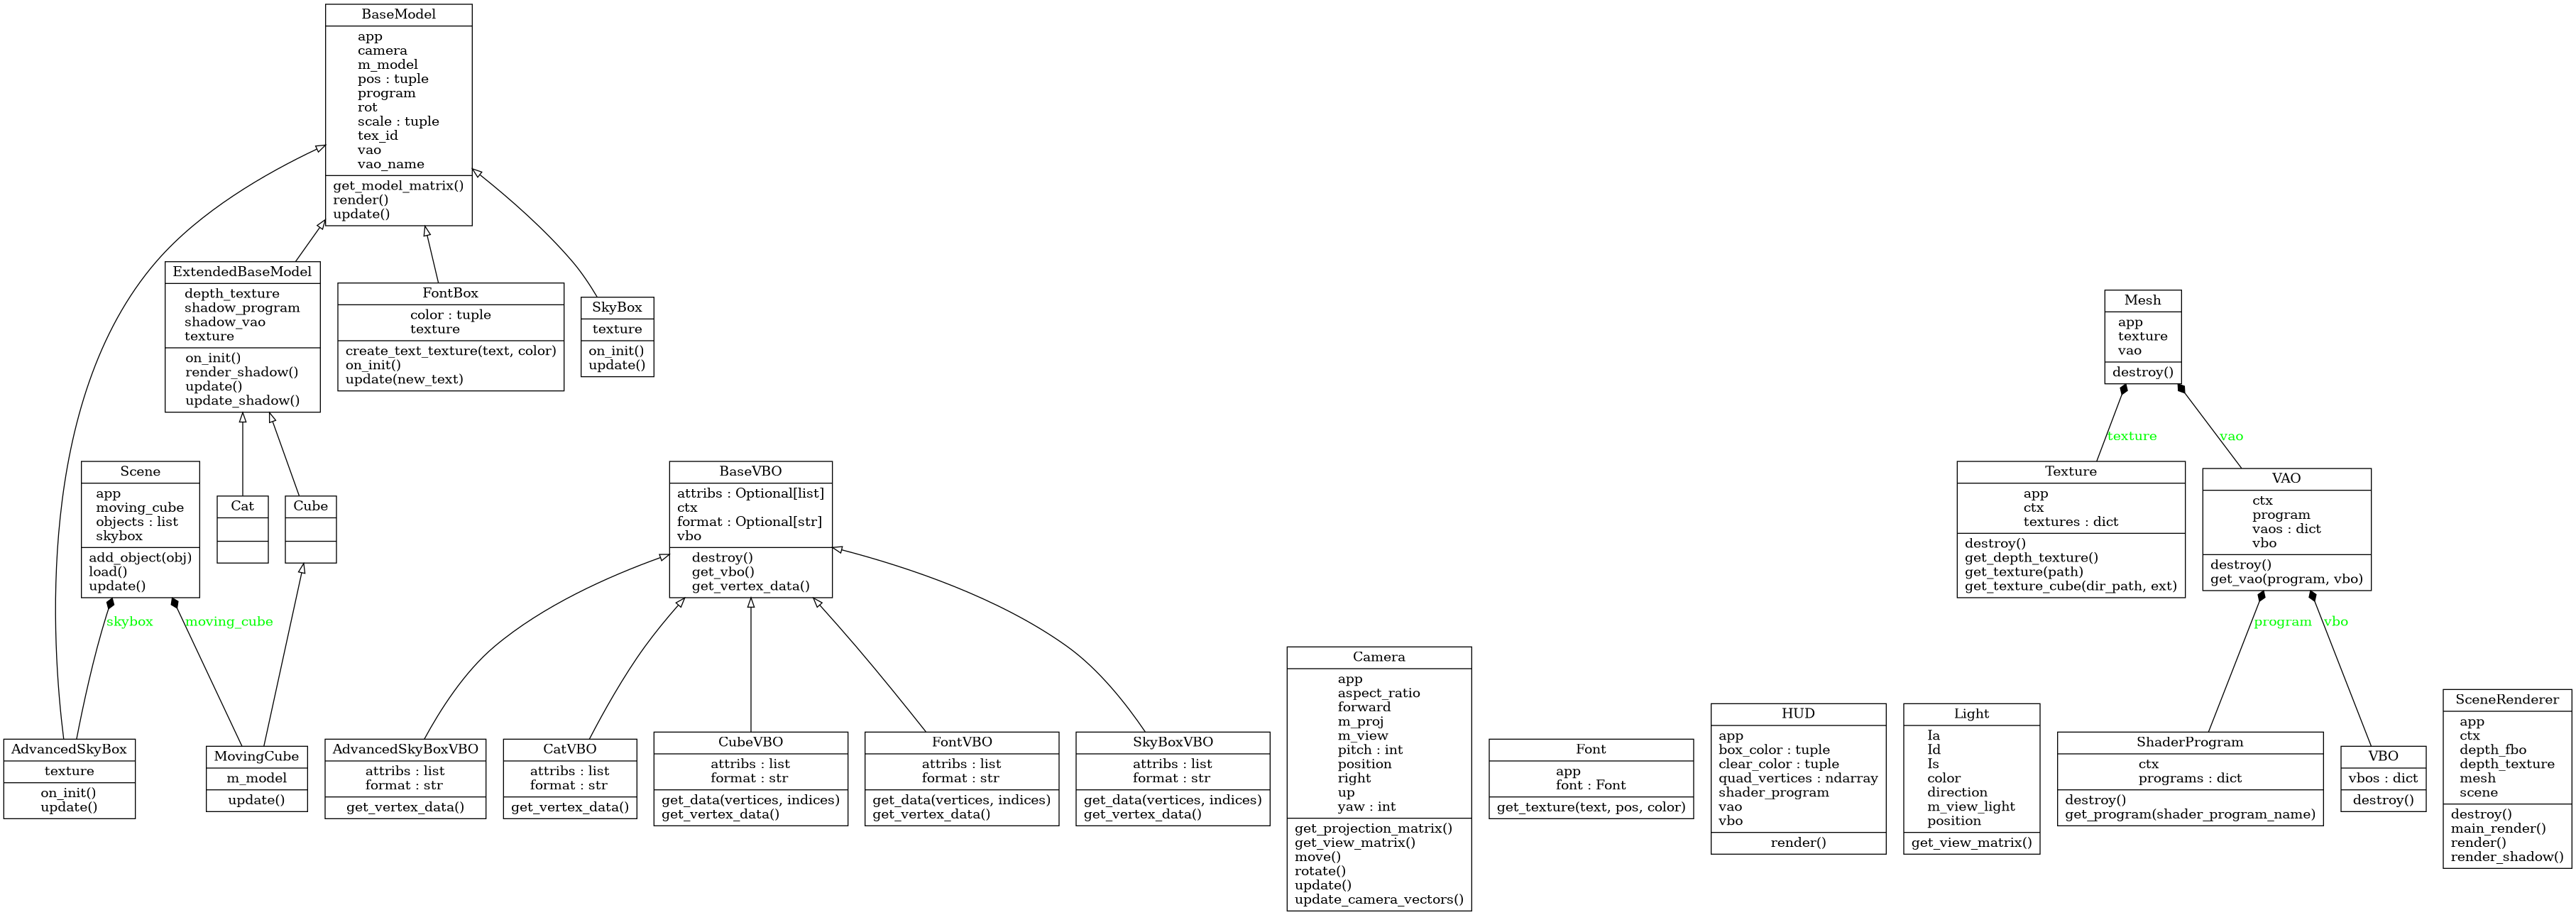 BaseModel
app
camera
m_model
pos : tuple
program
rot
scale : tuple
tex_id
vao
vao_name
get_model_matrix()
render()
update()
ExtendedBaseModel
depth_texture
shadow_program
shadow_vao
texture
on_init()
render_shadow()
update()
update_shadow()
FontBox
color : tuple
texture
create_text_texture(text, color)
on_init()
update(new_text)
SkyBox
texture
on_init()
update()
Mesh
app
texture
vao
destroy()
texture
vao
Scene
app
moving_cube
objects : list
skybox
add_object(obj)
load()
update()
Cat
Cube
BaseVBO
attribs : Optional[list]
ctx
format : Optional[str]
vbo
destroy()
get_vbo()
get_vertex_data()
Texture
app
ctx
textures : dict
destroy()
get_depth_texture()
get_texture(path)
get_texture_cube(dir_path, ext)
VAO
ctx
program
vaos : dict
vbo
destroy()
get_vao(program, vbo)
skybox
moving_cube
program
vbo
AdvancedSkyBox
texture
on_init()
update()
MovingCube
m_model
update()
AdvancedSkyBoxVBO
attribs : list
format : str
get_vertex_data()
CatVBO
attribs : list
format : str
get_vertex_data()
CubeVBO
attribs : list
format : str
get_data(vertices, indices)
get_vertex_data()
FontVBO
attribs : list
format : str
get_data(vertices, indices)
get_vertex_data()
SkyBoxVBO
attribs : list
format : str
get_data(vertices, indices)
get_vertex_data()
Camera
app
aspect_ratio
forward
m_proj
m_view
pitch : int
position
right
up
yaw : int
get_projection_matrix()
get_view_matrix()
move()
rotate()
update()
update_camera_vectors()
Font
app
font : Font
get_texture(text, pos, color)
HUD
app
box_color : tuple
clear_color : tuple
quad_vertices : ndarray
shader_program
vao
vbo
render()
Light
Ia
Id
Is
color
direction
m_view_light
position
get_view_matrix()
ShaderProgram
ctx
programs : dict
destroy()
get_program(shader_program_name)
VBO
vbos : dict
destroy()
SceneRenderer
app
ctx
depth_fbo
depth_texture
mesh
scene
destroy()
main_render()
render()
render_shadow()